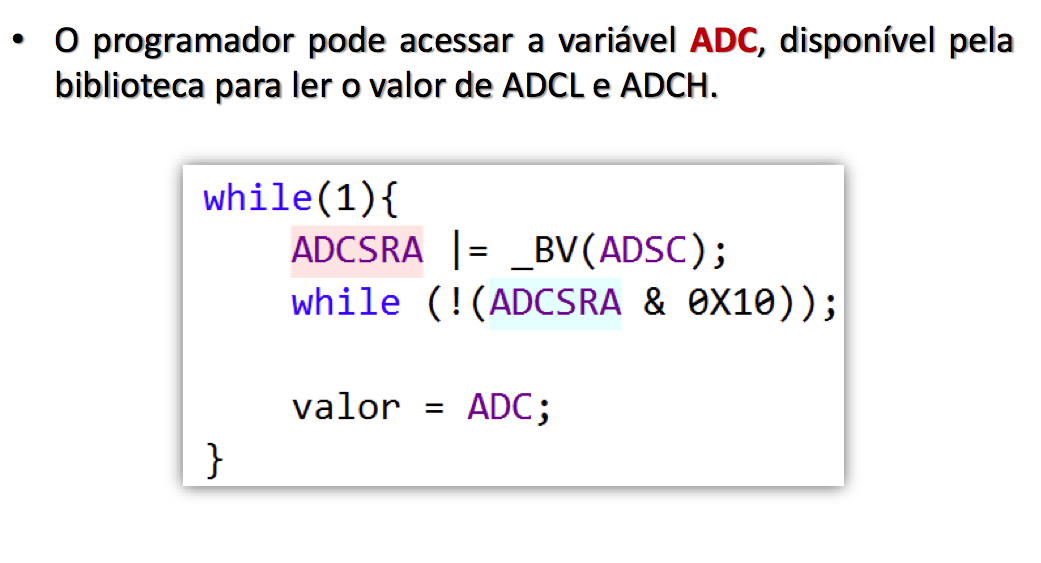 • O programador pode acessar a variável ADC, disponível pela
biblioteca para ler o valor de ADCL e ADCH.
while(1){
ADCSRA |= _BV(ADSC);
while (!(ADCSRA & 0X10));
valor = ADC;
}